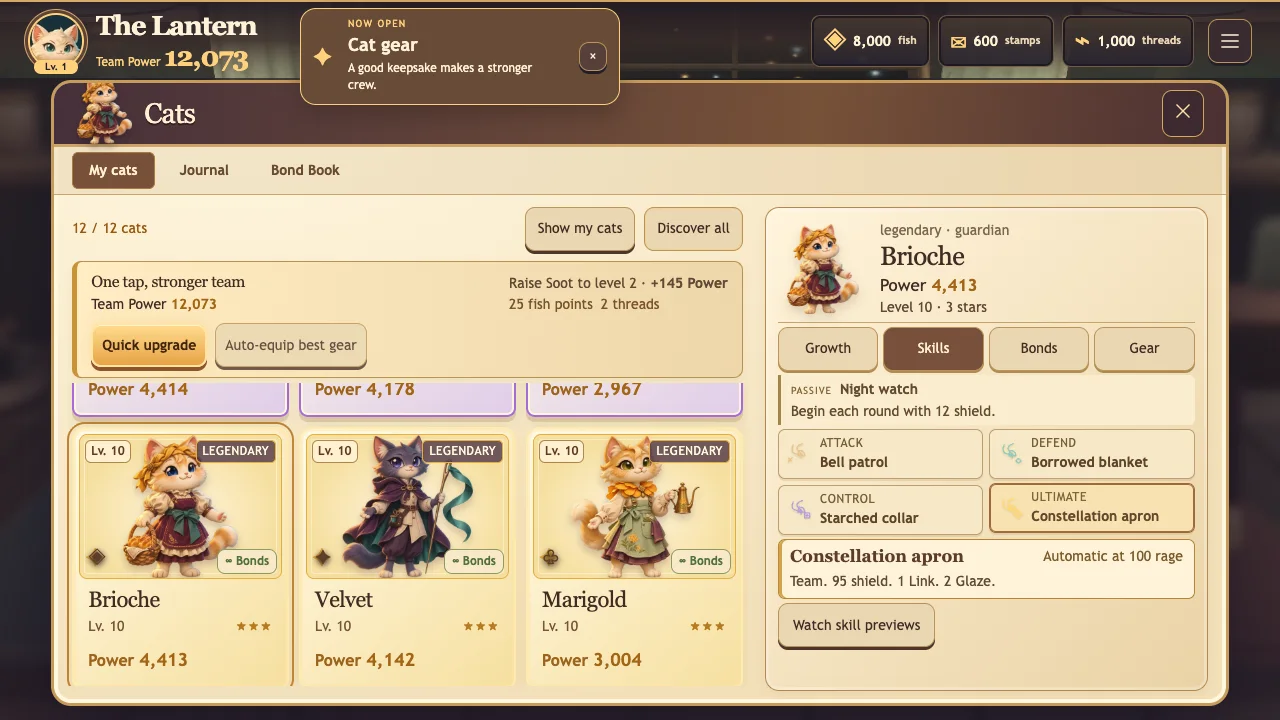 The Lantern
Team Power 12,073
Lv. 1
NOW OPEN
Cat gear
A good keepsake makes a stronger
crew.
×
8,000 fish
600 stamps
1,000 threads
Cats
My cats
Journal
Bond Book
12 / 12 cats
Show my cats
Discover all
One tap, stronger team
Team Power 12,073
Raise Soot to level 2 · +145 Power
25 fish points 2 threads
Quick upgrade
Auto-equip best gear
Power 4,414
Power 4,178
Power 2,967
Lv. 10
LEGENDARY
∞ Bonds
Brioche
Lv. 10
★★★
Power 4,413
Lv. 10
LEGENDARY
∞ Bonds
Velvet
Lv. 10
★★★
Power 4,142
Lv. 10
LEGENDARY
∞ Bonds
Marigold
Lv. 10
★★★
Power 3,004
legendary · guardian
Brioche
Power 4,413
Level 10 · 3 stars
Growth
Skills
Bonds
Gear
PASSIVE Night watch
Begin each round with 12 shield.
ATTACK
Bell patrol
DEFEND
Borrowed blanket
CONTROL
Starched collar
ULTIMATE
Constellation apron
Constellation apron
Automatic at 100 rage
Team. 95 shield. 1 Link. 2 Glaze.
Watch skill previews